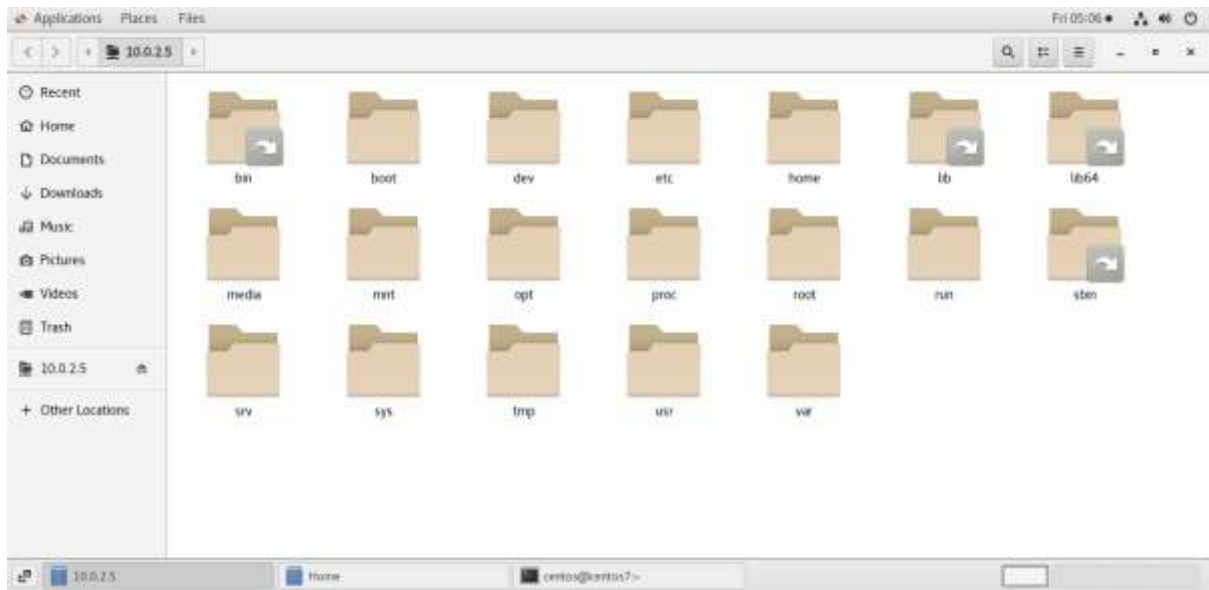 Applications Places Files Fri 05:06
10.0.2.5
Recent
Home
Documents
Downloads
Music
Pictures
Videos
Trash
10.0.2.5
+ Other Locations
bin boot dev etc home lib lib64
media mnt opt proc root run sbin
srv sys tmp usr var
10.0.2.5 Home centos@centos7:~